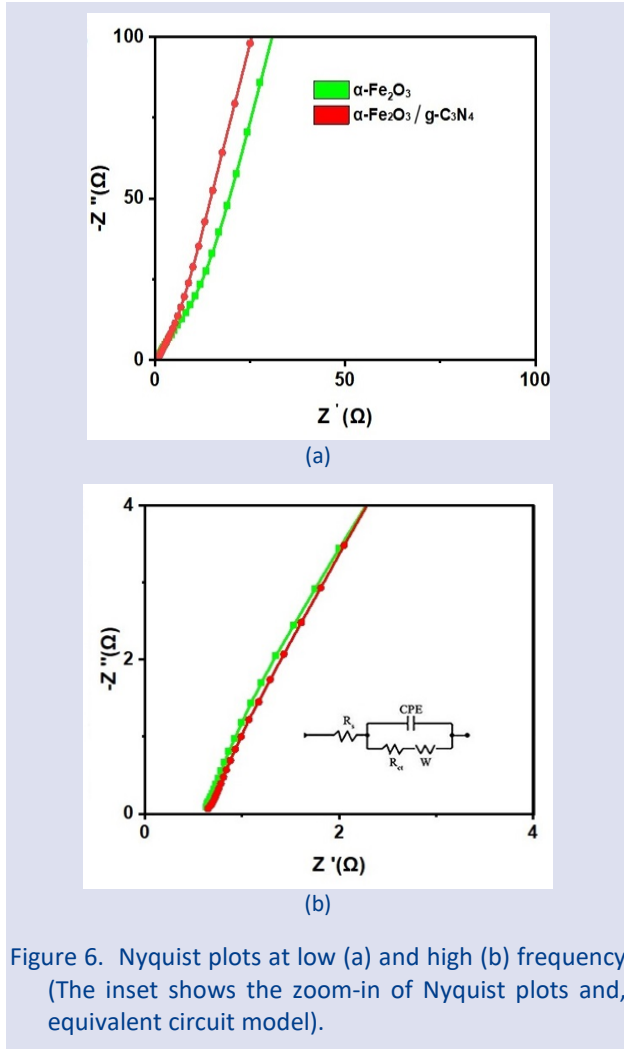 (a)
100
50
0
-Z "(Ω)
α-Fe₂O₃
α-Fe₂O₃ / g-C₃N₄
0
50
100
Z ' (Ω)
(a)
4
2
0
-Z"(Ω)
CPE
Rs
Rct
W
0
2
4
Z '(Ω)
(b)
Figure 6. Nyquist plots at low (a) and high (b) frequency
(The inset shows the zoom-in of Nyquist plots and,
equivalent circuit model).